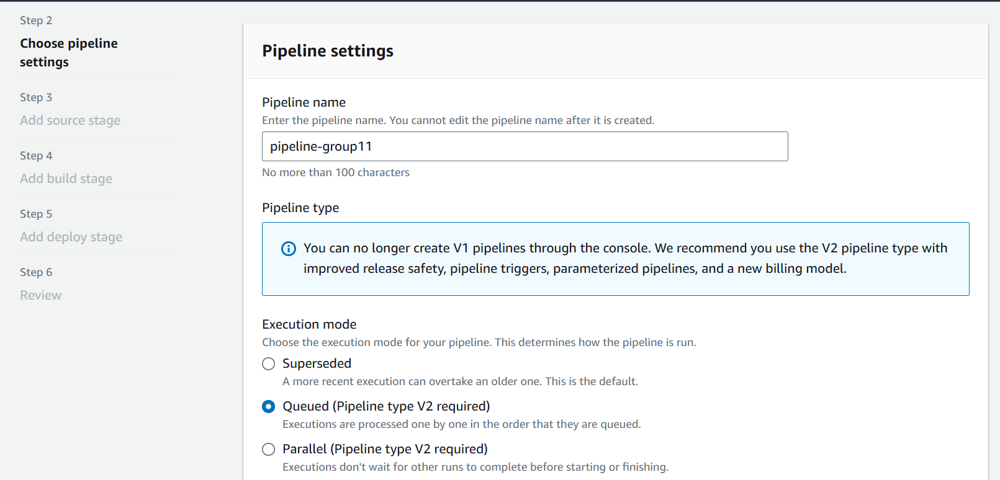 Step 2
Choose pipeline
settings
Step 3
Add source stage
Step 4
Add build stage
Step 5
Add deploy stage
Step 6
Review
Pipeline settings
Pipeline name
Enter the pipeline name. You cannot edit the pipeline name after it is created.
pipeline-group11
No more than 100 characters
Pipeline type
You can no longer create V1 pipelines through the console. We recommend you use the V2 pipeline type with
improved release safety, pipeline triggers, parameterized pipelines, and a new billing model.
Execution mode
Choose the execution mode for your pipeline. This determines how the pipeline is run.
Superseded
A more recent execution can overtake an older one. This is the default.
Queued (Pipeline type V2 required)
Executions are processed one by one in the order that they are queued.
Parallel (Pipeline type V2 required)
Executions don't wait for other runs to complete before starting or finishing.